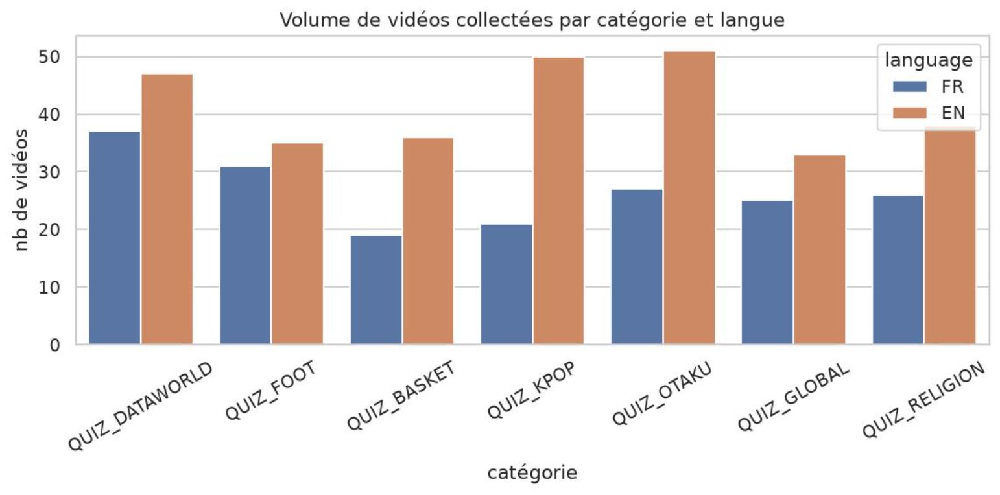 Volume de vidéos collectées par catégorie et langue
nb de vidéos
50
40
30
20
10
0
language
FR
EN
QUIZ_DATAWORLD
QUIZ_FOOT
QUIZ_BASKET
QUIZ_KPOP
QUIZ_OTAKU
QUIZ_GLOBAL
QUIZ_RELIGION
catégorie